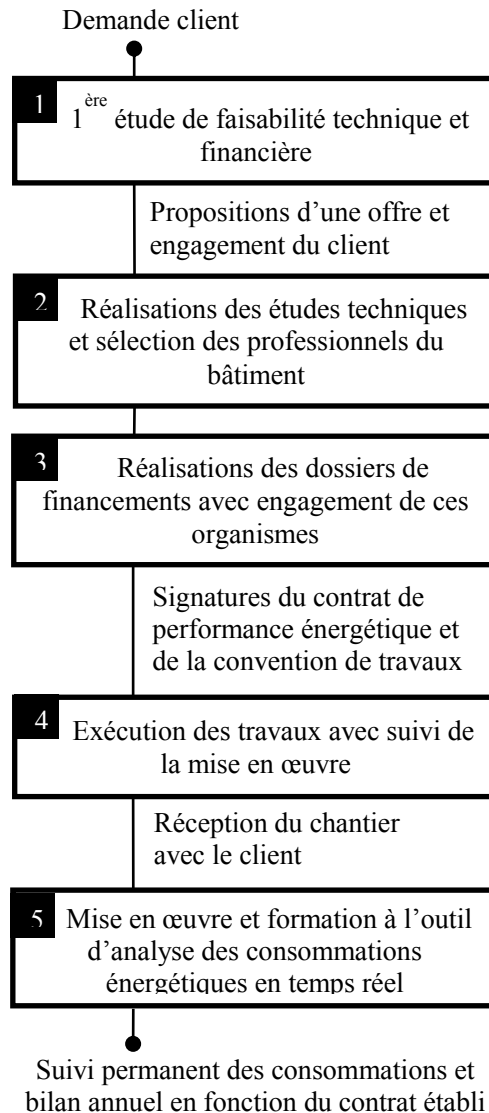 Demande client
1 1ère étude de faisabilité technique et
financière
Propositions d’une offre et
engagement du client
2 Réalisations des études techniques
et sélection des professionnels du
bâtiment
3 Réalisations des dossiers de
financements avec engagement de ces
organismes
Signatures du contrat de
performance énergétique et
de la convention de travaux
4 Exécution des travaux avec suivi de
la mise en œuvre
Réception du chantier
avec le client
5 Mise en œuvre et formation à l’outil
d’analyse des consommations
énergétiques en temps réel
Suivi permanent des consommations et
bilan annuel en fonction du contrat établi